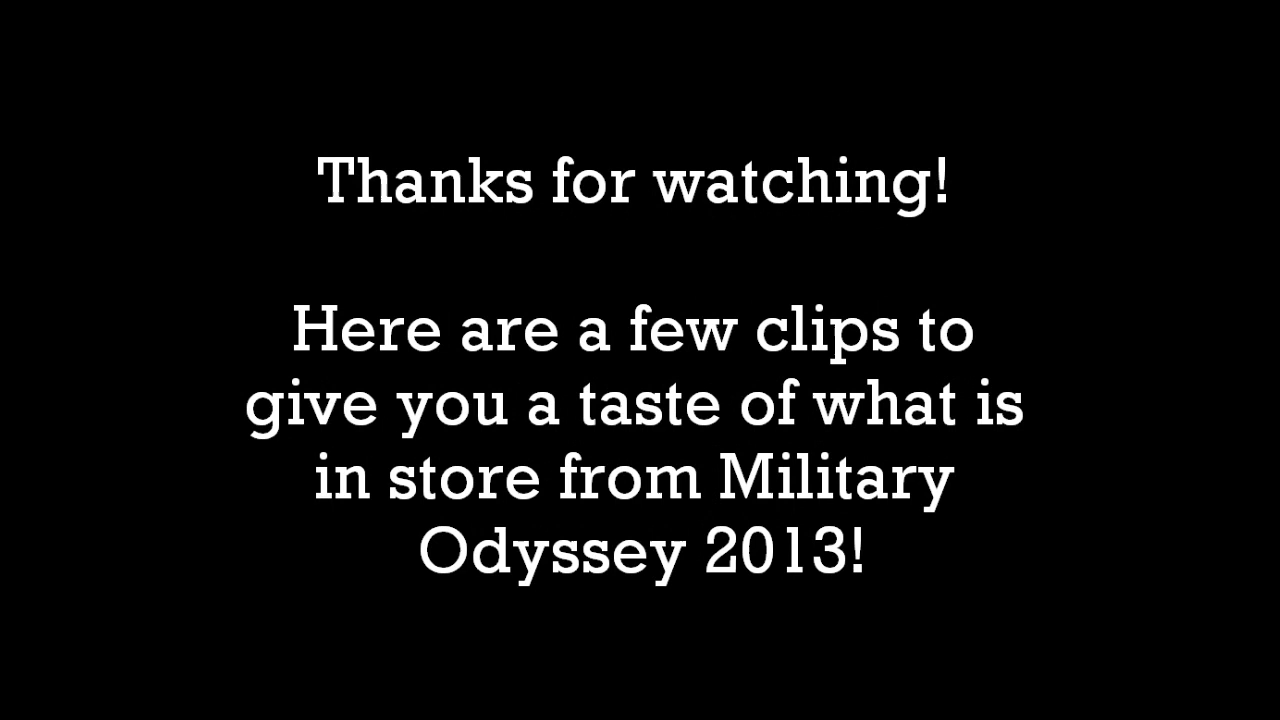 Thanks for watching!
Here are a few clips to
give you a taste of what is
in store from Military
Odyssey 2013!